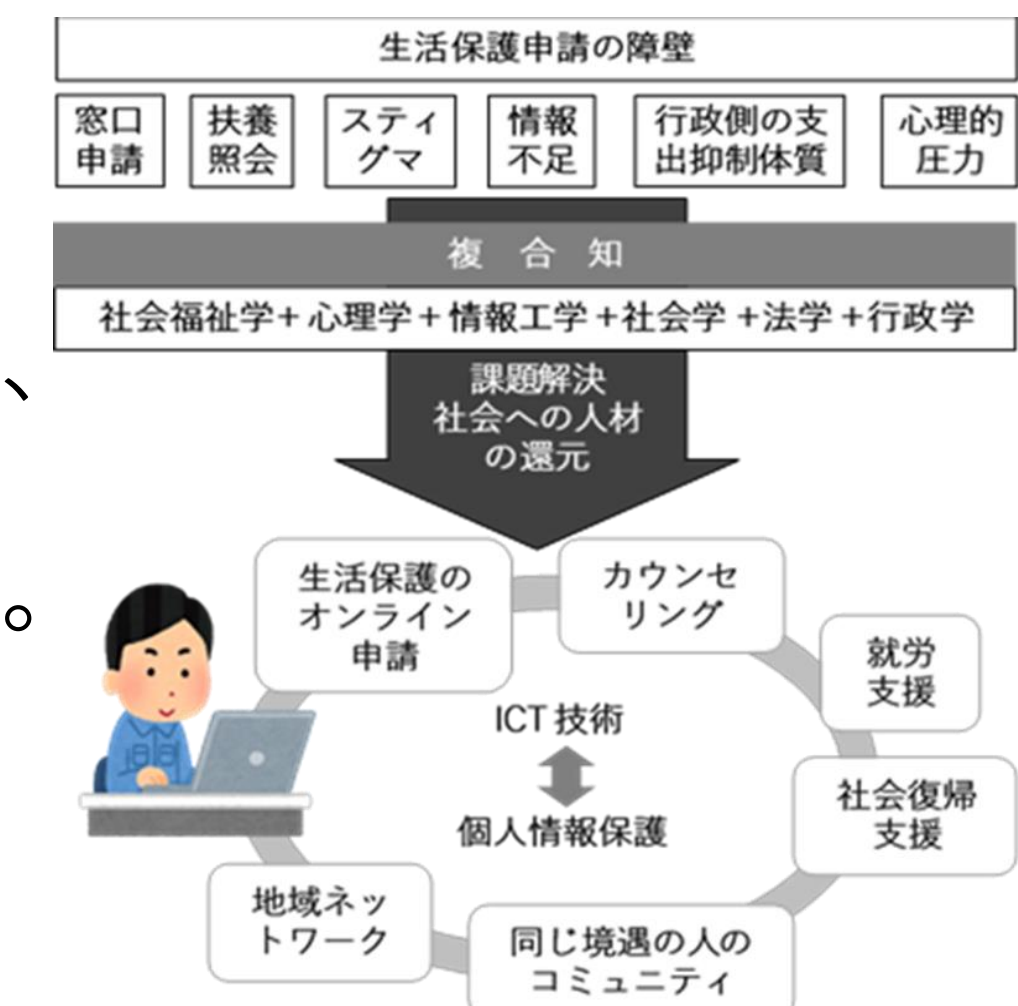 生活保護申請の障壁
窓口
申請
扶養
照会
スティ
グマ
情報
不足
行政側の支
出抑制体質
心理的
圧力
複 合 知
社会福祉学+ 心理学 + 情報工学 +社会学 +法学 +行政学
課題解決
社会への人材
の還元
、
。
生活保護の
オンライン
申請
カウンセ
リング
就労
支援
ICT 技術
個人情報保護
社会復帰
支援
地域ネッ
トワーク
同じ境遇の人の
コミュニティ